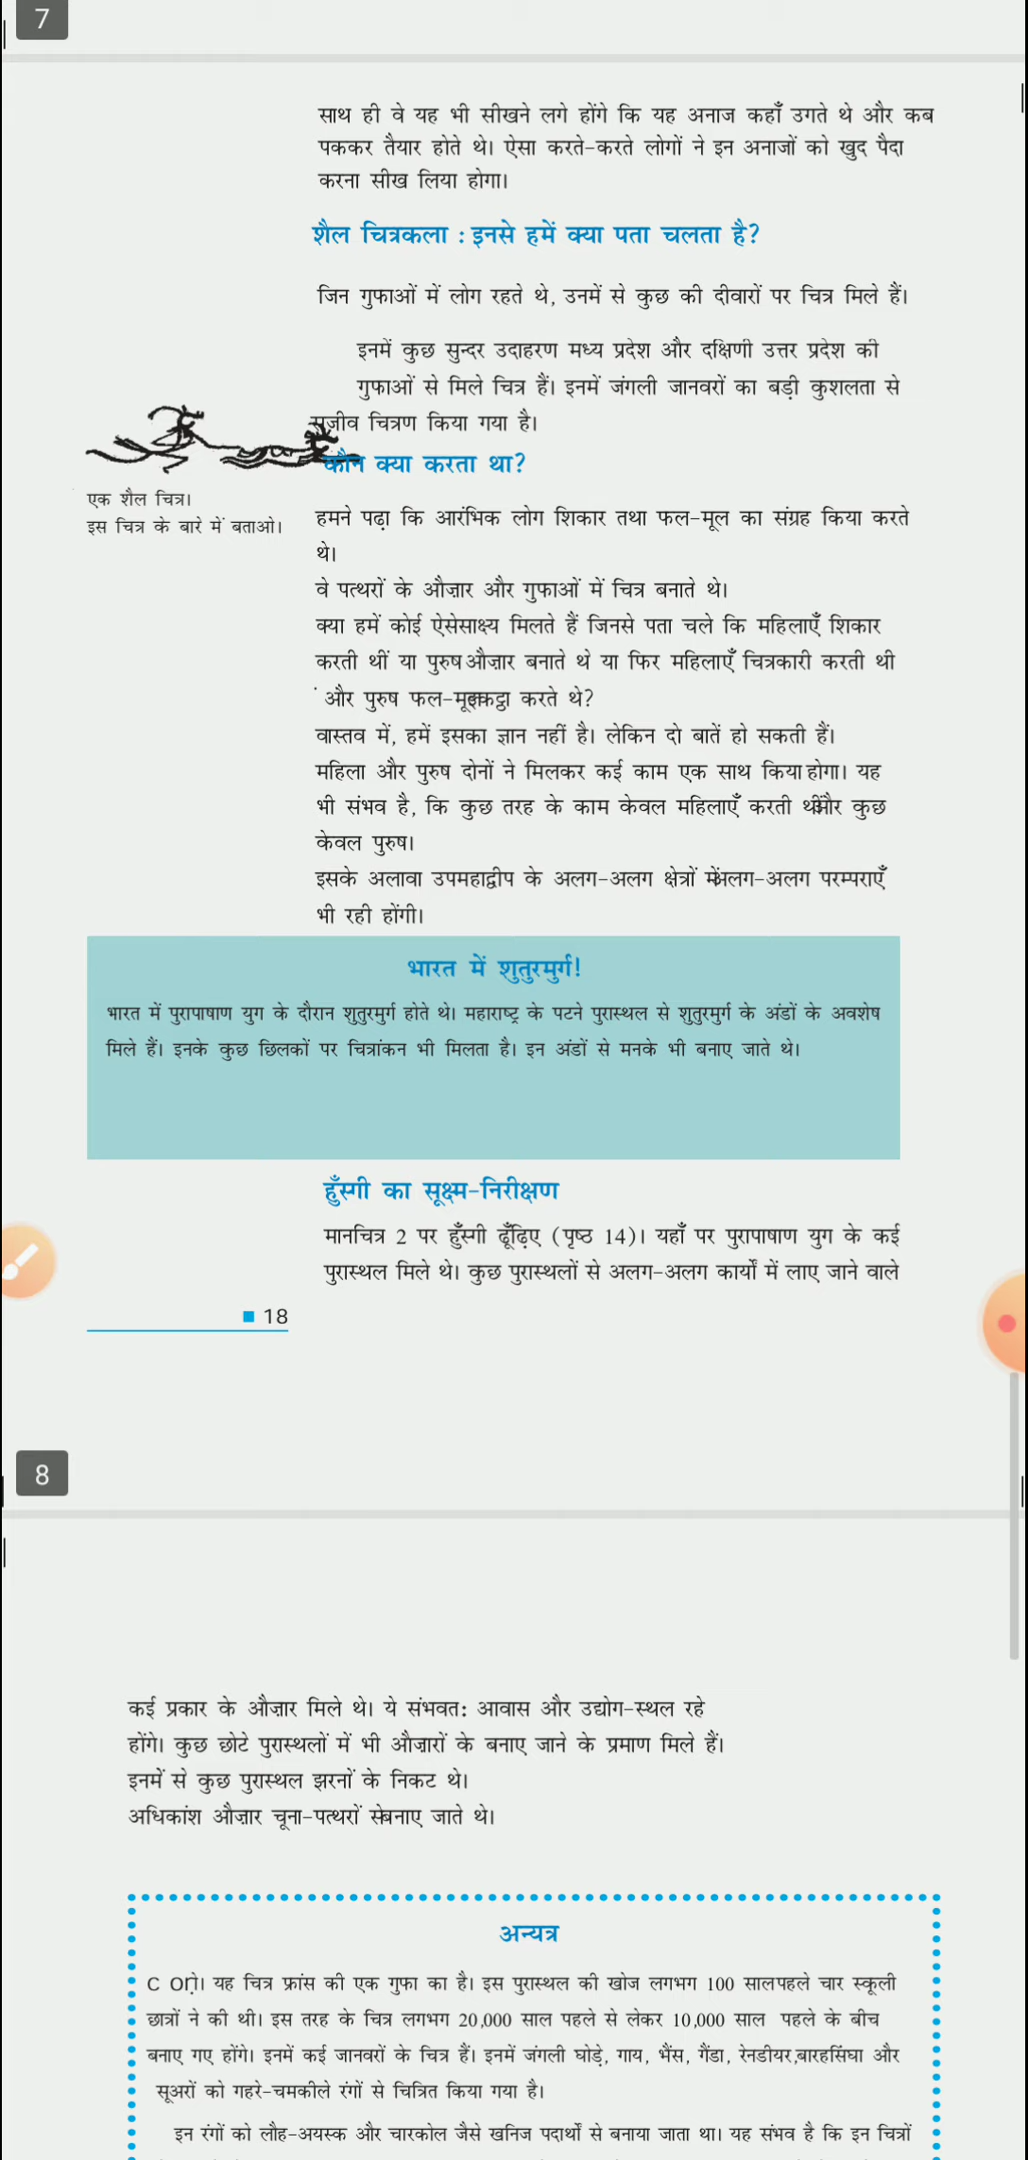 7
साथ ही वे यह भी सीखने लगे होंगे कि यह अनाज कहाँ उगते थे और कब
पककर तैयार होते थे। ऐसा करते-करते लोगों ने इन अनाजों को खुद पैदा
करना सीख लिया होगा।
शैल चित्रकला : इनसे हमें क्या पता चलता है?
जिन गुफाओं में लोग रहते थे, उनमें से कुछ की दीवारों पर चित्र मिले हैं।
इनमें कुछ सुन्दर उदाहरण मध्य प्रदेश और दक्षिणी उत्तर प्रदेश की
गुफाओं से मिले चित्र हैं। इनमें जंगली जानवरों का बड़ी कुशलता से
सजीव चित्रण किया गया है।
कौन क्या करता था?
एक शैल चित्र।
इस चित्र के बारे में बताओ।
हमने पढ़ा कि आरंभिक लोग शिकार तथा फल-मूल का संग्रह किया करते
थे।
वे पत्थरों के औज़ार और गुफाओं में चित्र बनाते थे।
क्या हमें कोई ऐसेसाक्ष्य मिलते हैं जिनसे पता चले कि महिलाएँ शिकार
करती थीं या पुरुष औज़ार बनाते थे या फिर महिलाएँ चित्रकारी करती थी
और पुरुष फल-मूल इकट्ठा करते थे?
वास्तव में, हमें इसका ज्ञान नहीं है। लेकिन दो बातें हो सकती हैं।
महिला और पुरुष दोनों ने मिलकर कई काम एक साथ किया होगा। यह
भी संभव है, कि कुछ तरह के काम केवल महिलाएँ करती थीं और कुछ
केवल पुरुष।
इसके अलावा उपमहाद्वीप के अलग-अलग क्षेत्रों में अलग-अलग परम्पराएँ
भी रही होंगी।
भारत में शुतुरमुर्ग!
भारत में पुरापाषाण युग के दौरान शुतुरमुर्ग होते थे। महाराष्ट्र के पटने पुरास्थल से शुतुरमुर्ग के अंडों के अवशेष
मिले हैं। इनके कुछ छिलकों पर चित्रांकन भी मिलता है। इन अंडों से मनके भी बनाए जाते थे।
हुँस्गी का सूक्ष्म-निरीक्षण
मानचित्र 2 पर हुँस्गी ढूँढ़िए (पृष्ठ 14)। यहाँ पर पुरापाषाण युग के कई
पुरास्थल मिले थे। कुछ पुरास्थलों से अलग-अलग कार्यों में लाए जाने वाले
18
8
कई प्रकार के औज़ार मिले थे। ये संभवत: आवास और उद्योग-स्थल रहे
होंगे। कुछ छोटे पुरास्थलों में भी औज़ारों के बनाए जाने के प्रमाण मिले हैं।
इनमें से कुछ पुरास्थल झरनों के निकट थे।
अधिकांश औज़ार चूना-पत्थरों से बनाए जाते थे।
अन्यत्र
यह चित्र फ्रांस की एक गुफा का है। इस पुरास्थल की खोज लगभग 100 सालपहले चार स्कूली
छात्रों ने की थी। इस तरह के चित्र लगभग 20,000 साल पहले से लेकर 10,000 साल पहले के बीच
बनाए गए होंगे। इनमें कई जानवरों के चित्र हैं। इनमें जंगली घोड़े, गाय, भैंस, गैंडा, रेनडीयर,बारहसिंघा और
सूअरों को गहरे-चमकीले रंगों से चित्रित किया गया है।
इन रंगों को लौह-अयस्क और चारकोल जैसे खनिज पदार्थों से बनाया जाता था। यह संभव है कि इन चित्रों